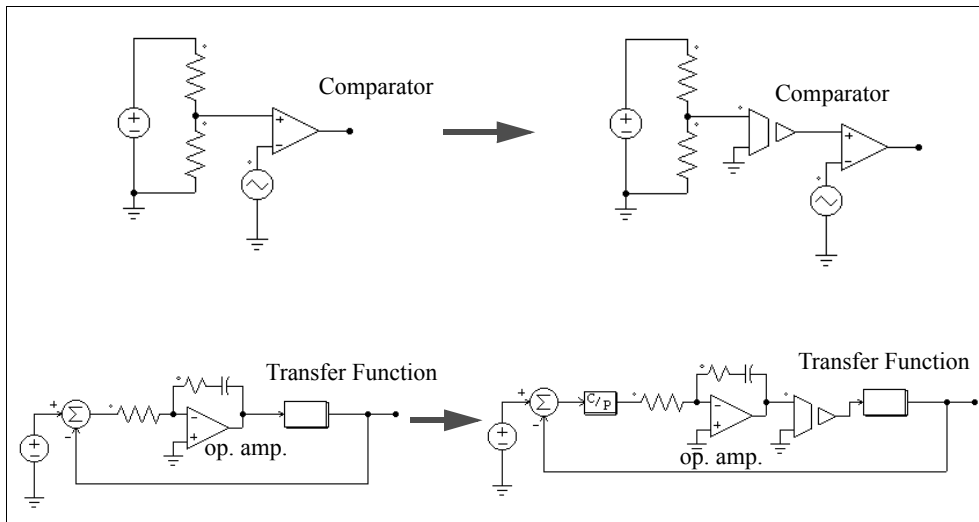 Comparator
Comparator
Transfer Function
op. amp.
C/P
Transfer Function
op. amp.